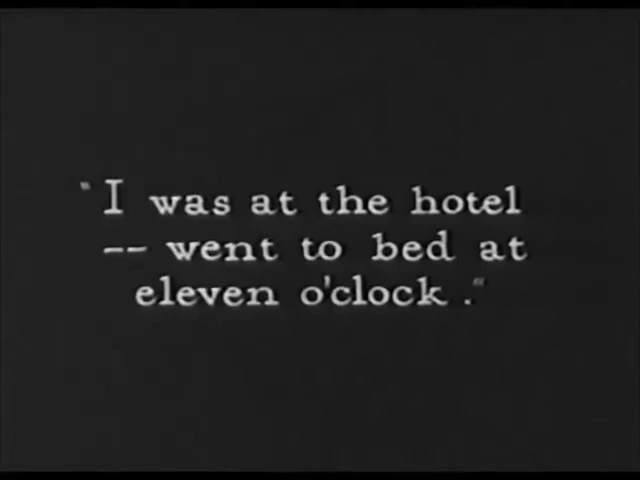 "I was at the hotel
-- went to bed at
eleven o'clock."